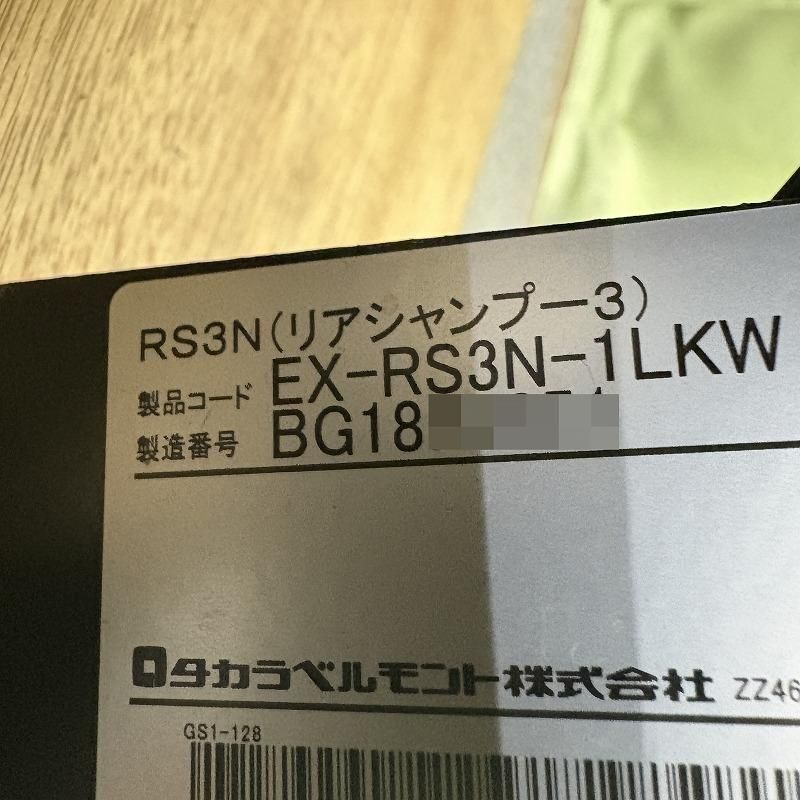 RS3N(リアシャンプー3)
製品コード EX-RS3N-1LKW
製造番号 BG18
タカラベルモント株式会社 ZZ46
GS1-128